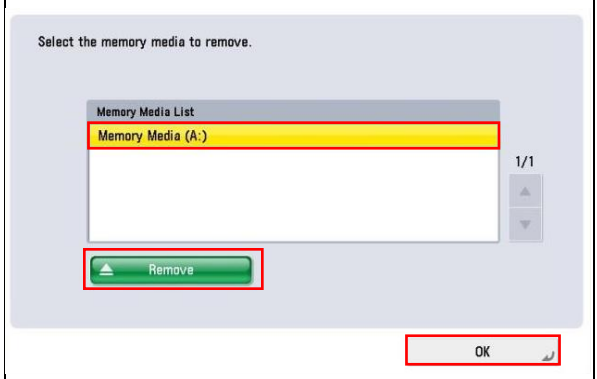 Select the memory media to remove.
Memory Media List
Memory Media (A:)
1/1
Remove
OK